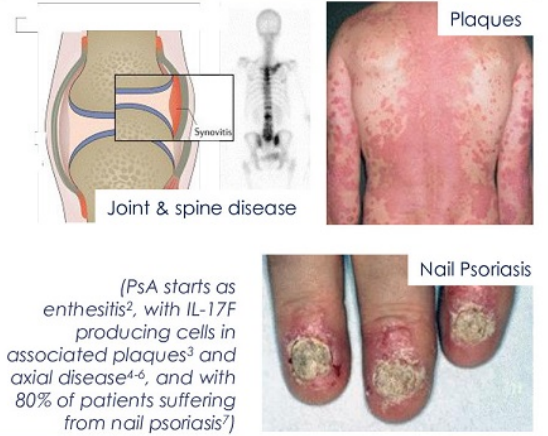 Plaques
Synovitis
Joint & spine disease
Nail Psoriasis
(PsA starts as
enthesitis², with IL-17F
producing cells in
associated plaques³ and
axial disease⁴⁻⁶, and with
80% of patients suffering
from nail psoriasis⁷)